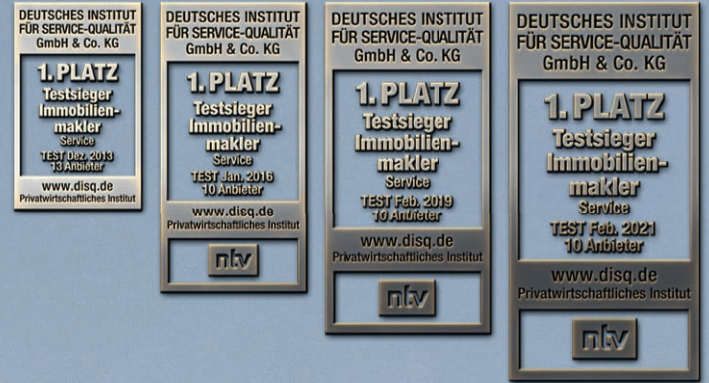 DEUTSCHES INSTITUT
FÜR SERVICE-QUALITÄT
GmbH & Co. KG
1. PLATZ
Testsieger
Immobilien-
makler
Service
TEST Dez. 2013
13 Anbieter
www.disq.de
Privatwirtschaftliches Institut
DEUTSCHES INSTITUT
FÜR SERVICE-QUALITÄT
GmbH & Co. KG
1. PLATZ
Testsieger
Immobilien-
makler
Service
TEST Jan. 2016
10 Anbieter
www.disq.de
Privatwirtschaftliches Institut
ntv
DEUTSCHES INSTITUT
FÜR SERVICE-QUALITÄT
GmbH & Co. KG
1. PLATZ
Testsieger
Immobilien-
makler
Service
TEST Feb. 2019
10 Anbieter
www.disq.de
Privatwirtschaftliches Institut
ntv
DEUTSCHES INSTITUT
FÜR SERVICE-QUALITÄT
GmbH & Co. KG
1. PLATZ
Testsieger
Immobilien-
makler
Service
TEST Feb. 2021
10 Anbieter
www.disq.de
Privatwirtschaftliches Institut
ntv